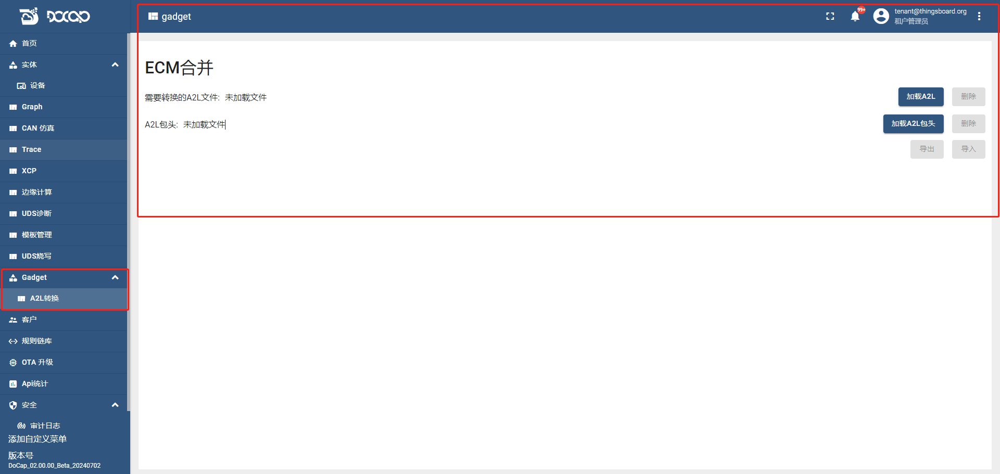 DOCAP
首页
实体
设备
Graph
CAN 仿真
Trace
XCP
边缘计算
UDS诊断
模板管理
UDS烧写
Gadget
A2L转换
客户
规则链库
OTA 升级
Api统计
安全
审计日志
添加自定义菜单
版本号
DoCap_02.00.00_Beta_20240702
gadget
99+
tenant@thingsboard.org
租户管理员
ECM合并
需要转换的A2L文件: 未加载文件
加载A2L 删除
A2L包头: 未加载文件
加载A2L包头 删除
导出 导入